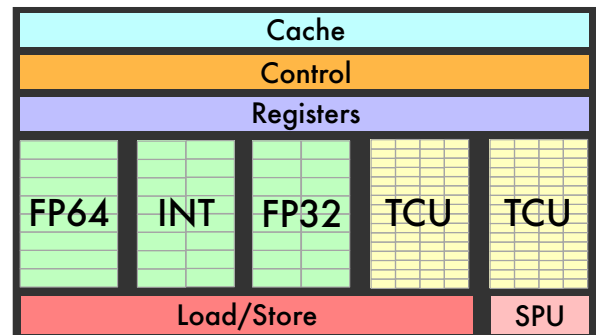 Cache
Control
Registers
FP64 INT FP32 TCU TCU
Load/Store SPU